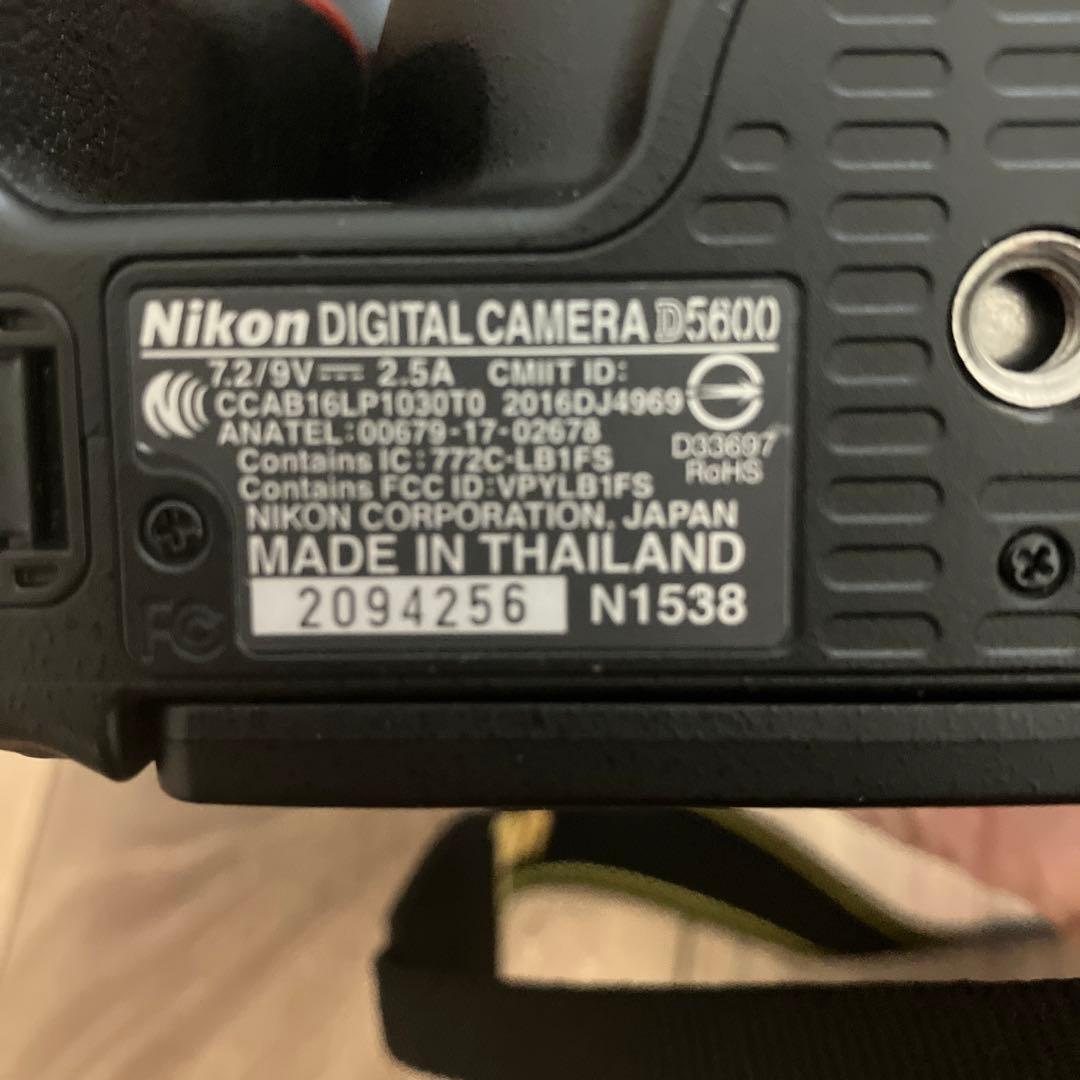 Nikon DIGITAL CAMERA D5600
7.2/9V⎓ 2.5A CMIIT ID:
CCAB16LP1030T0 2016DJ4969
ANATEL:00679-17-02678
D33697
RoHS
Contains IC:772C-LB1FS
Contains FCC ID:VPYLB1FS
NIKON CORPORATION, JAPAN
MADE IN THAILAND
2094256 N1538
FC